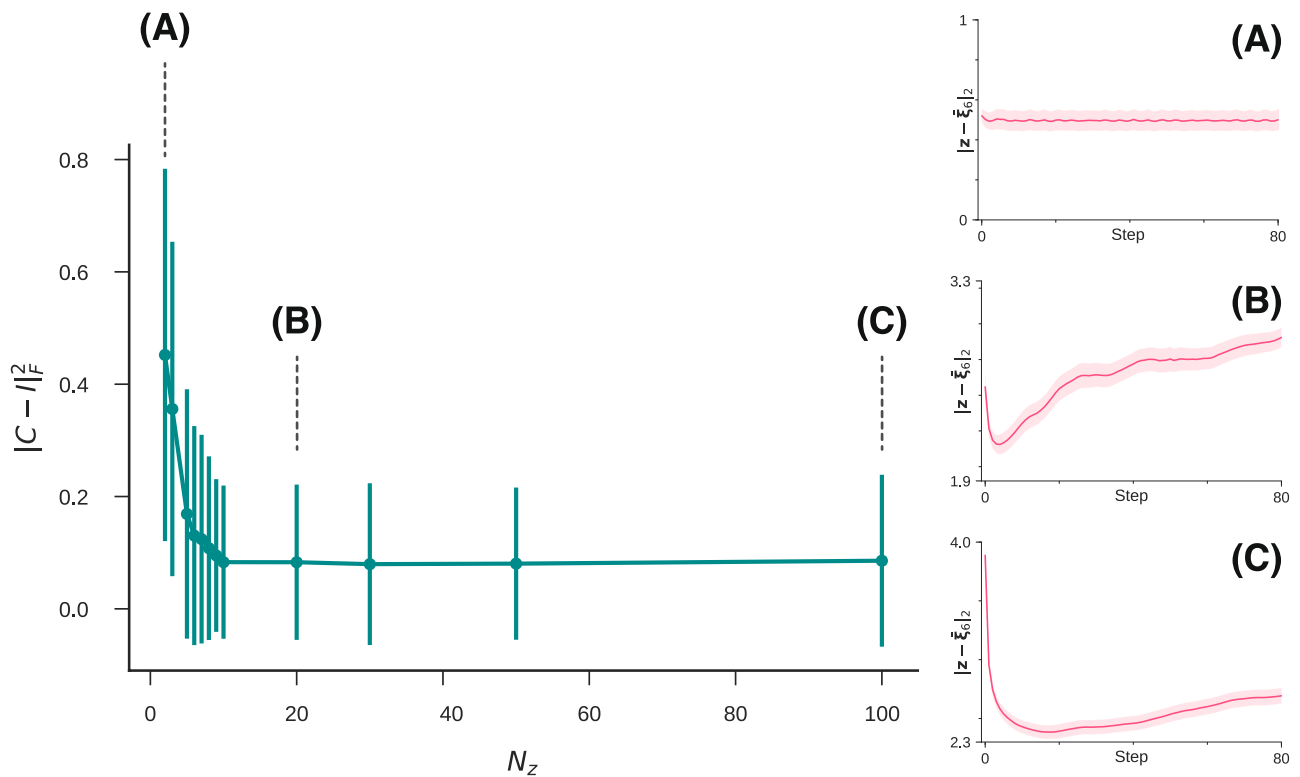 (A)
0.8
0.6
0.4
0.2
0.0
|C − I|²_F
(B)
(C)
0 20 40 60 80 100
N_z
(A)
1
0
|z − ξ̄₆|₂
0 Step 80
(B)
3.3
1.9
|z − ξ̄₆|₂
0 Step 80
(C)
4.0
2.3
|z − ξ̄₆|₂
0 Step 80